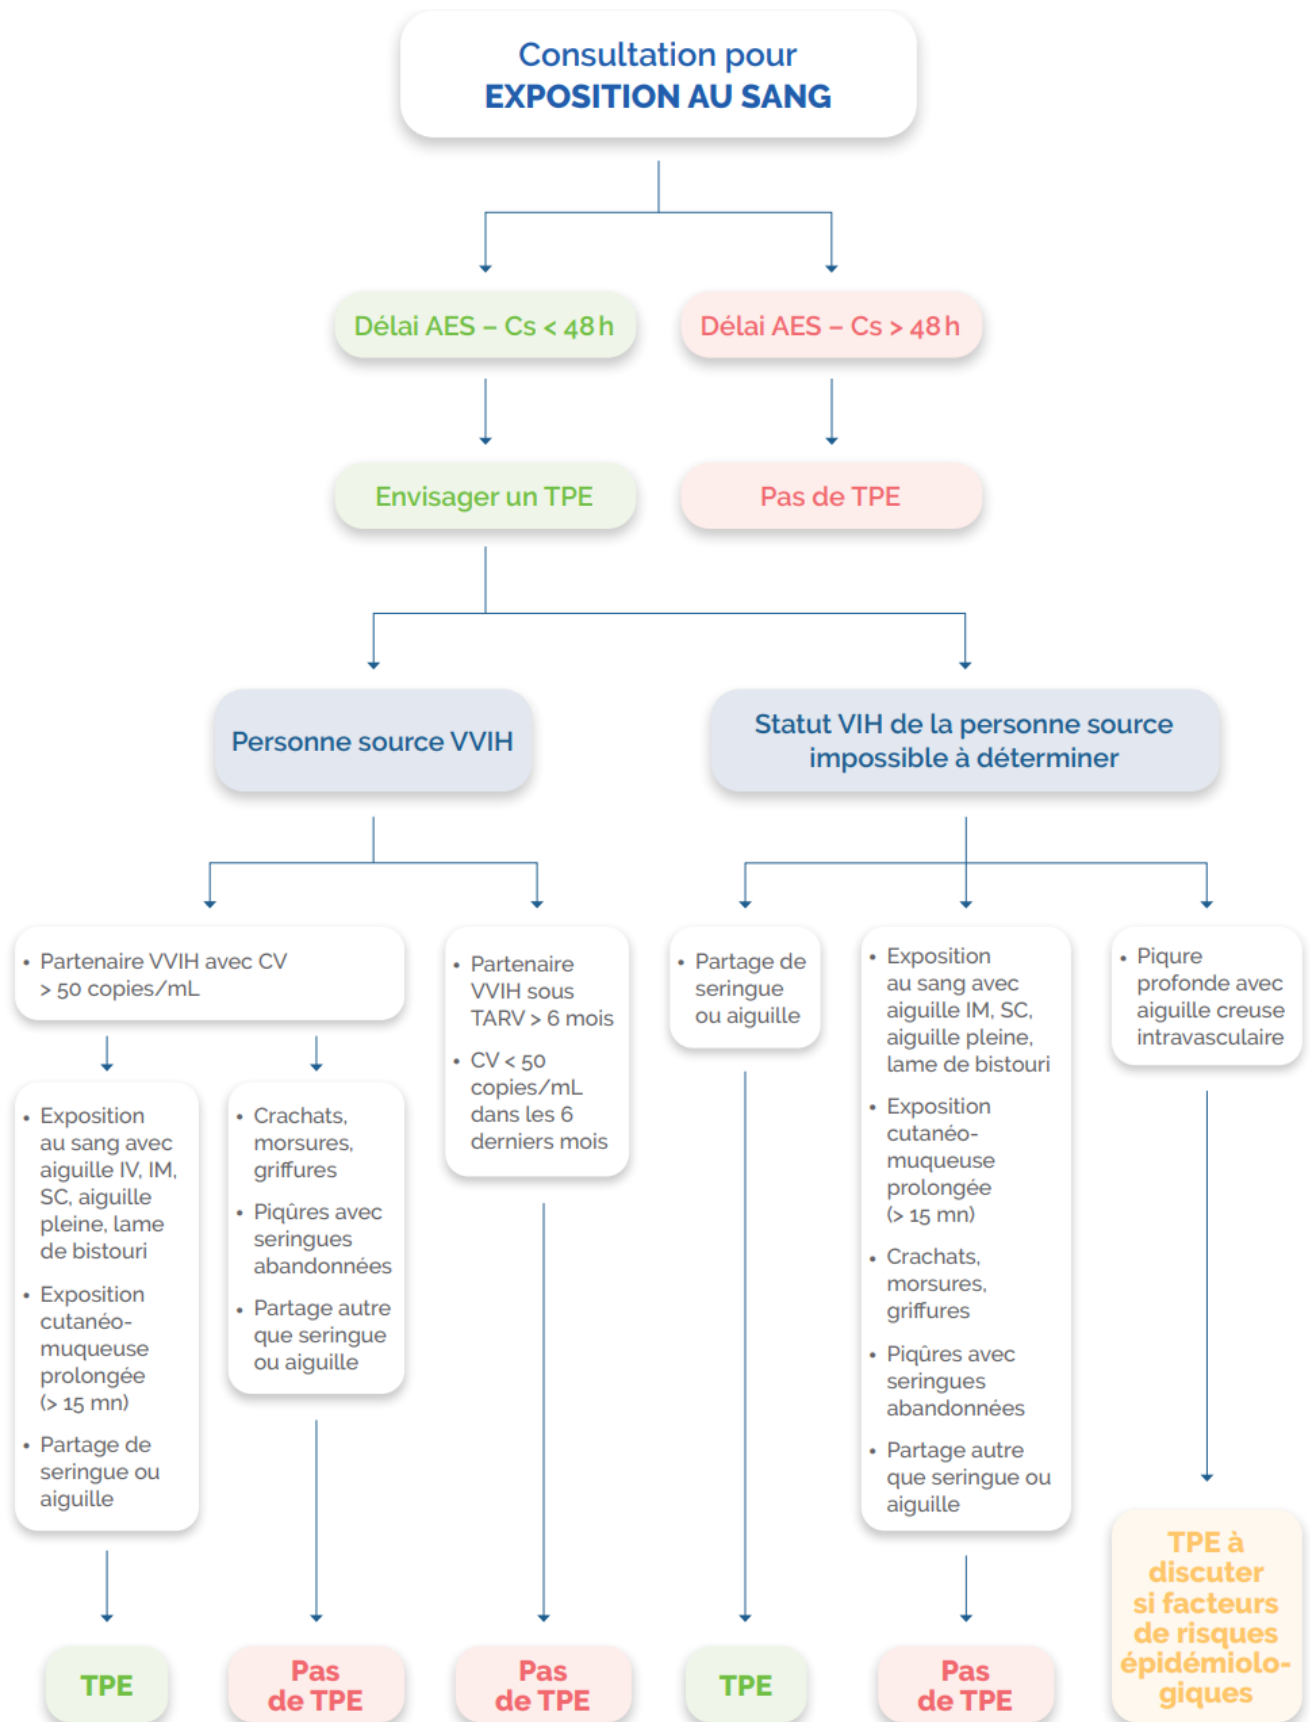 Consultation pour
EXPOSITION AU SANG
Délai AES – Cs < 48 h
Délai AES – Cs > 48 h
Envisager un TPE
Pas de TPE
Personne source VVIH
Statut VIH de la personne source
impossible à déterminer
• Partenaire VVIH avec CV
> 50 copies/mL
• Exposition
au sang avec
aiguille IV, IM,
SC, aiguille
pleine, lame
de bistouri
• Exposition
cutanéo-
muqueuse
prolongée
(> 15 mn)
• Partage de
seringue ou
aiguille
• Crachats,
morsures,
griffures
• Piqûres avec
seringues
abandonnées
• Partage autre
que seringue
ou aiguille
• Partenaire
VVIH sous
TARV > 6 mois
• CV < 50
copies/mL
dans les 6
derniers mois
• Partage de
seringue
ou aiguille
• Exposition
au sang avec
aiguille IM, SC,
aiguille pleine,
lame de bistouri
• Exposition
cutanéo-
muqueuse
prolongée
(> 15 mn)
• Crachats,
morsures,
griffures
• Piqûres avec
seringues
abandonnées
• Partage autre
que seringue ou
aiguille
• Piqure
profonde avec
aiguille creuse
intravasculaire
TPE
Pas
de TPE
Pas
de TPE
TPE
Pas
de TPE
TPE à
discuter
si facteurs
de risques
épidémiolo-
giques